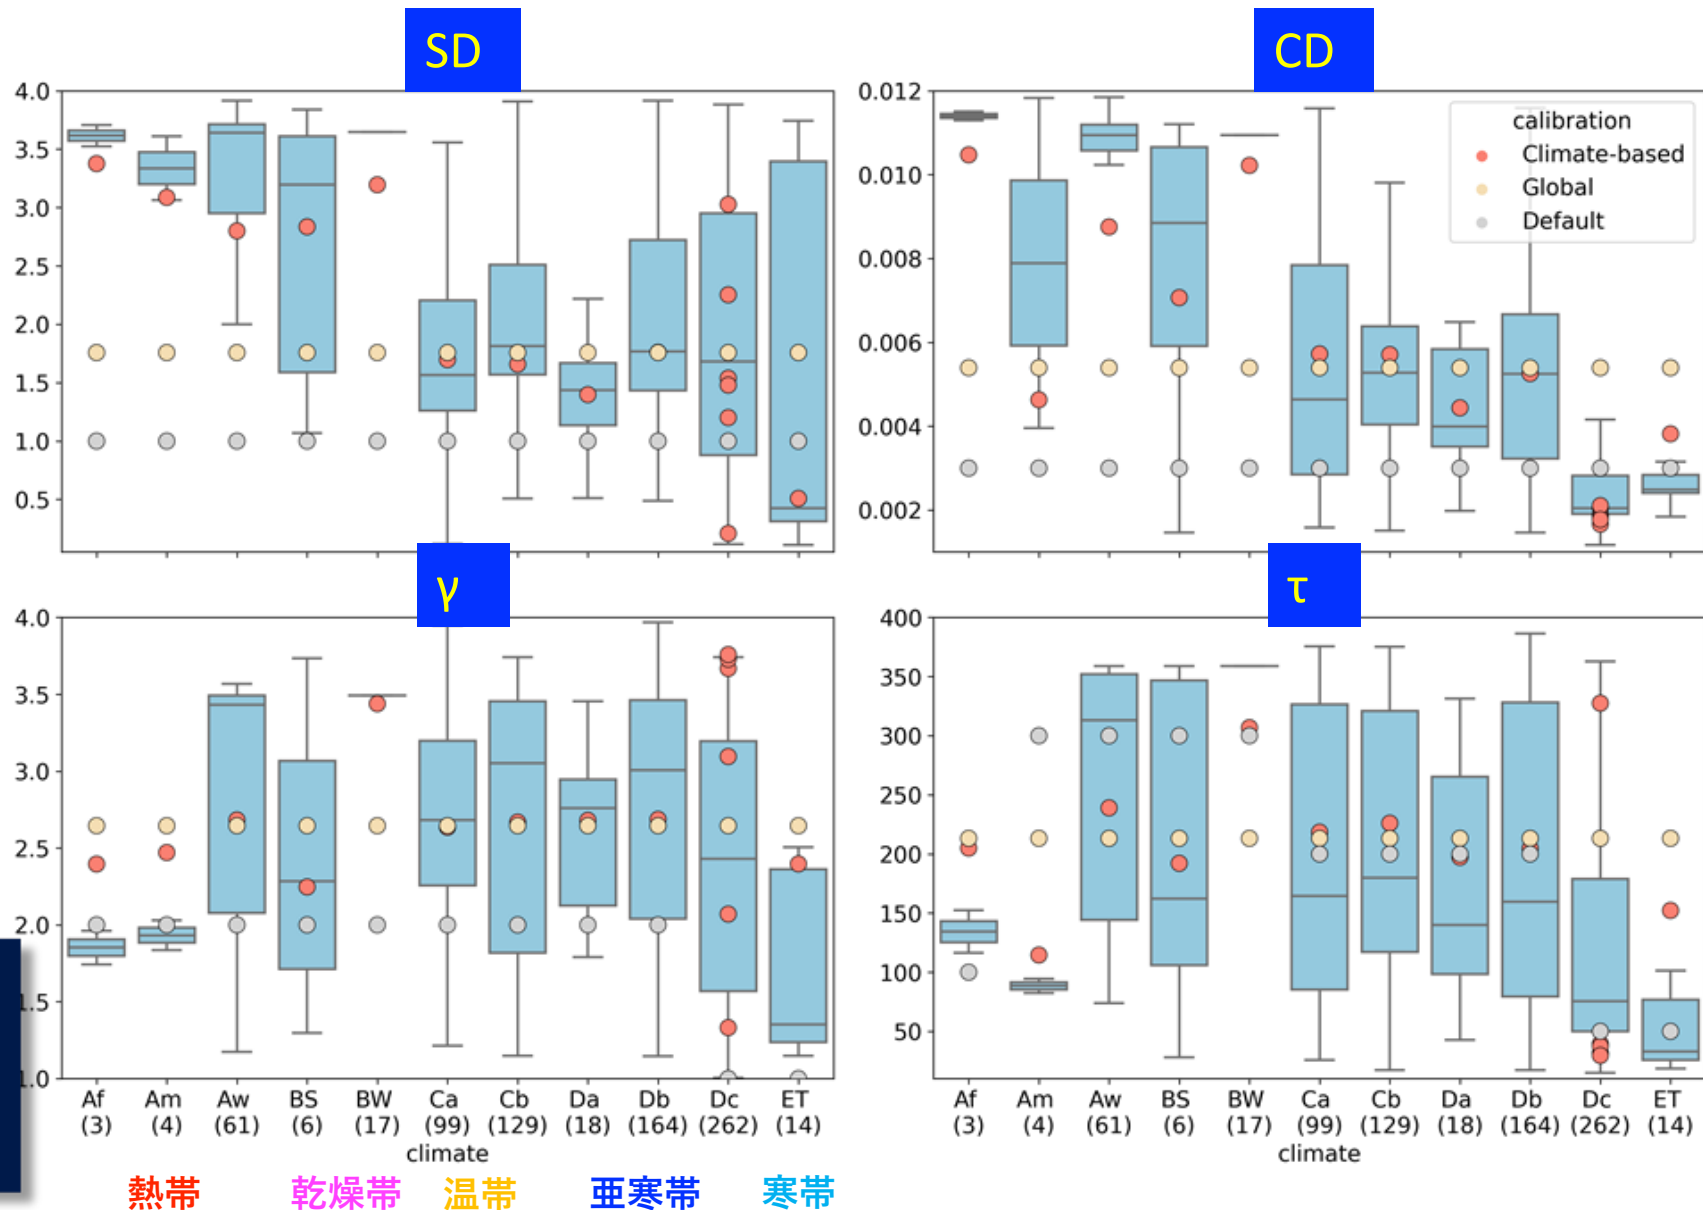 SD
CD
4.0
3.5
3.0
2.5
2.0
1.5
1.0
0.5
0.012
0.010
0.008
0.006
0.004
0.002
calibration
Climate-based
Global
Default
γ
τ
4.0
3.5
3.0
2.5
2.0
1.5
1.0
400
350
300
250
200
150
100
50
Af Am Aw BS BW Ca Cb Da Db Dc ET
(3) (4) (61) (6) (17) (99) (129) (18) (164) (262) (14)
climate
Af Am Aw BS BW Ca Cb Da Db Dc ET
(3) (4) (61) (6) (17) (99) (129) (18) (164) (262) (14)
climate
熱帯 乾燥帯 温帯 亜寒帯 寒帯